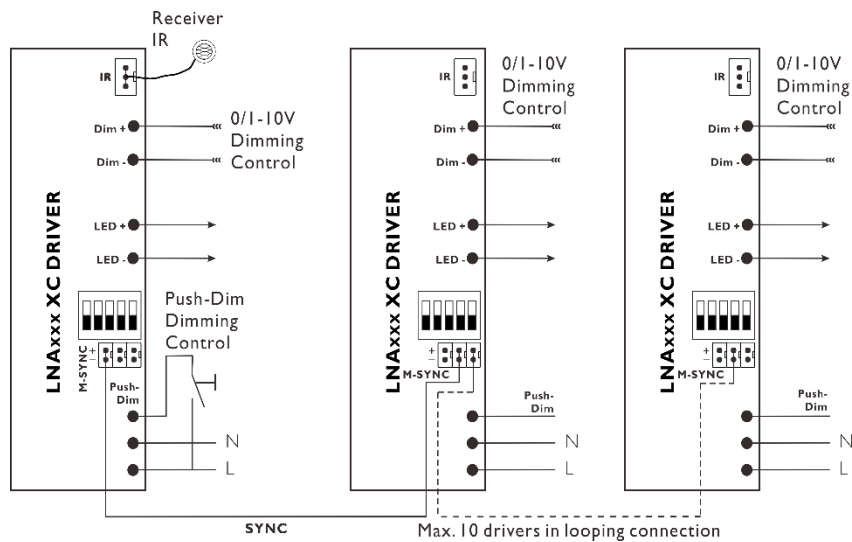 Receiver
IR
IR
0/1-10V
Dimming
Control
Dim +
Dim -
LED +
LED -
LNAxxx XC DRIVER
Push-Dim
Dimming
Control
+
–
M-SYNC
Push-
Dim
N
L
0/1-10V
Dimming
Control
IR
Dim +
Dim -
LED +
LED -
LNAxxx XC DRIVER
+
–
M-SYNC
Push-
Dim
N
L
0/1-10V
Dimming
Control
IR
Dim +
Dim -
LED +
LED -
LNAxxx XC DRIVER
+
–
M-SYNC
Push-
Dim
N
L
SYNC
Max. 10 drivers in looping connection